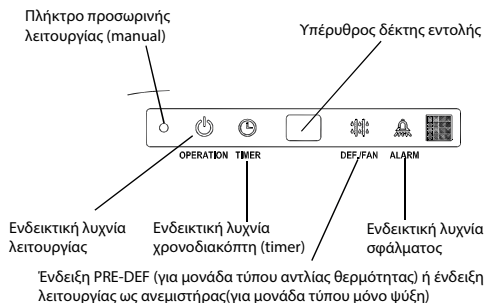 Πλήκτρο προσωρινής
λειτουργίας (manual)
Υπέρυθρος δέκτης εντολής
OPERATION TIMER DEF./FAN ALARM
Ενδεικτική λυχνία
λειτουργίας
Ενδεικτική λυχνία
χρονοδιακόπτη (timer)
Ενδεικτική λυχνία
σφάλματος
Ένδειξη PRE-DEF (για μονάδα τύπου αντλίας θερμότητας) ή ένδειξη
λειτουργίας ως ανεμιστήρας(για μονάδα τύπου μόνο ψύξη)